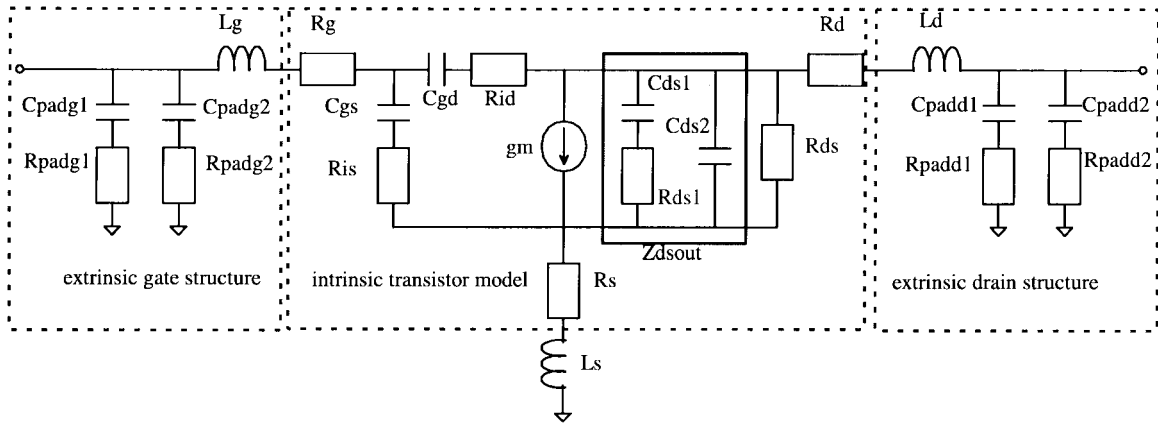 Lg
Rg
Rd
Ld
Cpadg1
Cpadg2
Cgs
Cgd
Rid
Cds1
Cds2
Cpadd1
Cpadd2
Rpadg1
Rpadg2
Ris
gm
Rds1
Rds
Rpadd1
Rpadd2
Zdsout
extrinsic gate structure
intrinsic transistor model
Rs
extrinsic drain structure
Ls